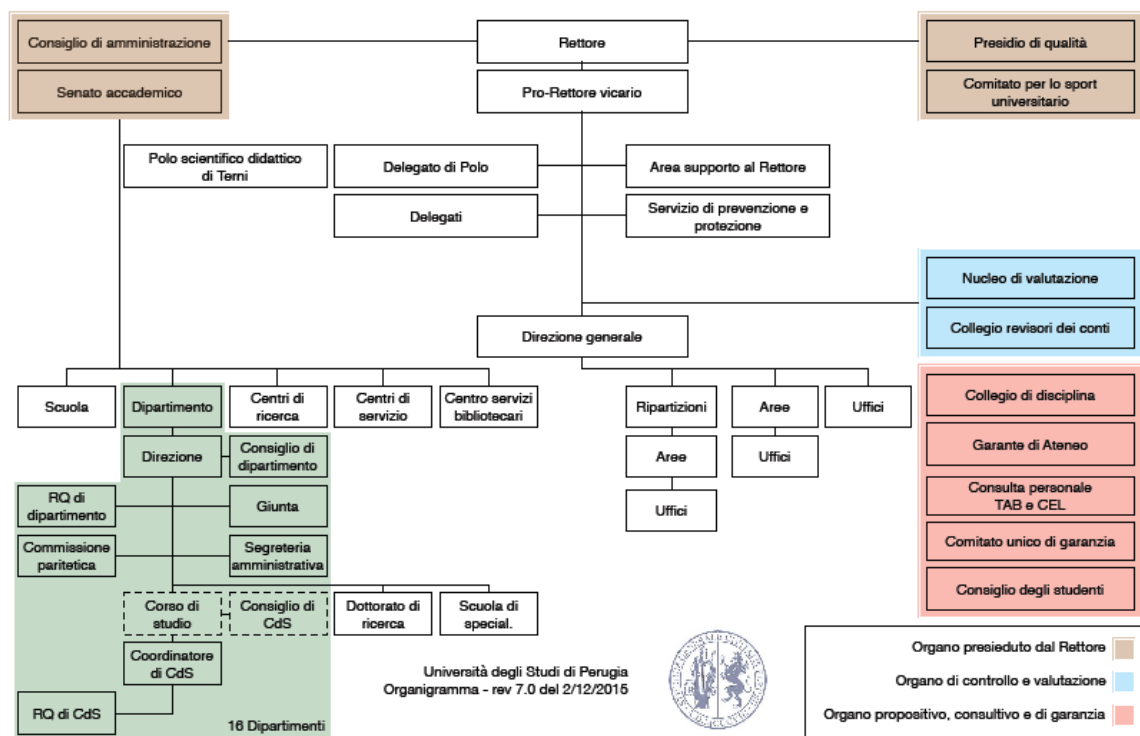 Consiglio di amministrazione
Rettore
Presidio di qualità
Senato accademico
Pro-Rettore vicario
Comitato per lo sport
universitario
Polo scientifico didattico
di Terni
Delegato di Polo
Area supporto al Rettore
Delegati
Servizio di prevenzione e
protezione
Nucleo di valutazione
Collegio revisori dei conti
Direzione generale
Scuola
Dipartimento
Centri di
ricerca
Centri di
servizio
Centro servizi
bibliotecari
Ripartizioni
Aree
Uffici
Collegio di disciplina
Direzione
Consiglio di
dipartimento
Aree
Uffici
Garante di Ateneo
RQ di
dipartimento
Giunta
Uffici
Consulta personale
TAB e CEL
Commissione
paritetica
Segreteria
amministrativa
Comitato unico di garanzia
Corso di
studio
Consiglio di
CdS
Dottorato di
ricerca
Scuola di
special.
Consiglio degli studenti
Coordinatore
di CdS
RQ di CdS
16 Dipartimenti
Università degli Studi di Perugia
Organigramma - rev 7.0 del 2/12/2015
Organo presieduto dal Rettore
Organo di controllo e valutazione
Organo propositivo, consultivo e di garanzia